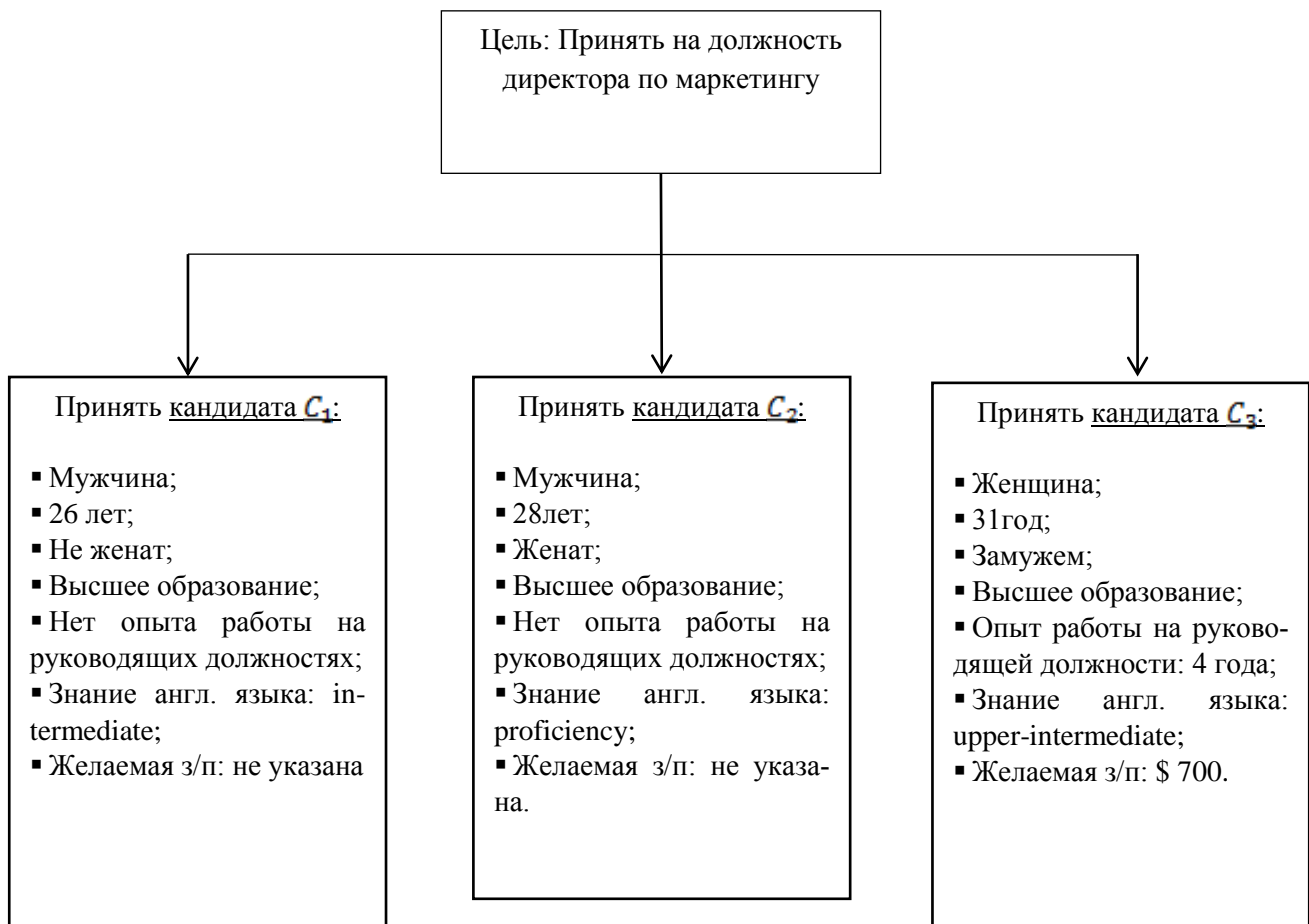 Цель: Принять на должность
директора по маркетингу
Принять кандидата C₁:
▪ Мужчина;
▪ 26 лет;
▪ Не женат;
▪ Высшее образование;
▪ Нет опыта работы на
руководящих должностях;
▪ Знание англ. языка: in-
termediate;
▪ Желаемая з/п: не указана
Принять кандидата C₂:
▪ Мужчина;
▪ 28лет;
▪ Женат;
▪ Высшее образование;
▪ Нет опыта работы на
руководящих должностях;
▪ Знание англ. языка:
proficiency;
▪ Желаемая з/п: не указа-
на.
Принять кандидата C₃:
▪ Женщина;
▪ 31год;
▪ Замужем;
▪ Высшее образование;
▪ Опыт работы на руково-
дящей должности: 4 года;
▪ Знание англ. языка:
upper-intermediate;
▪ Желаемая з/п: $ 700.